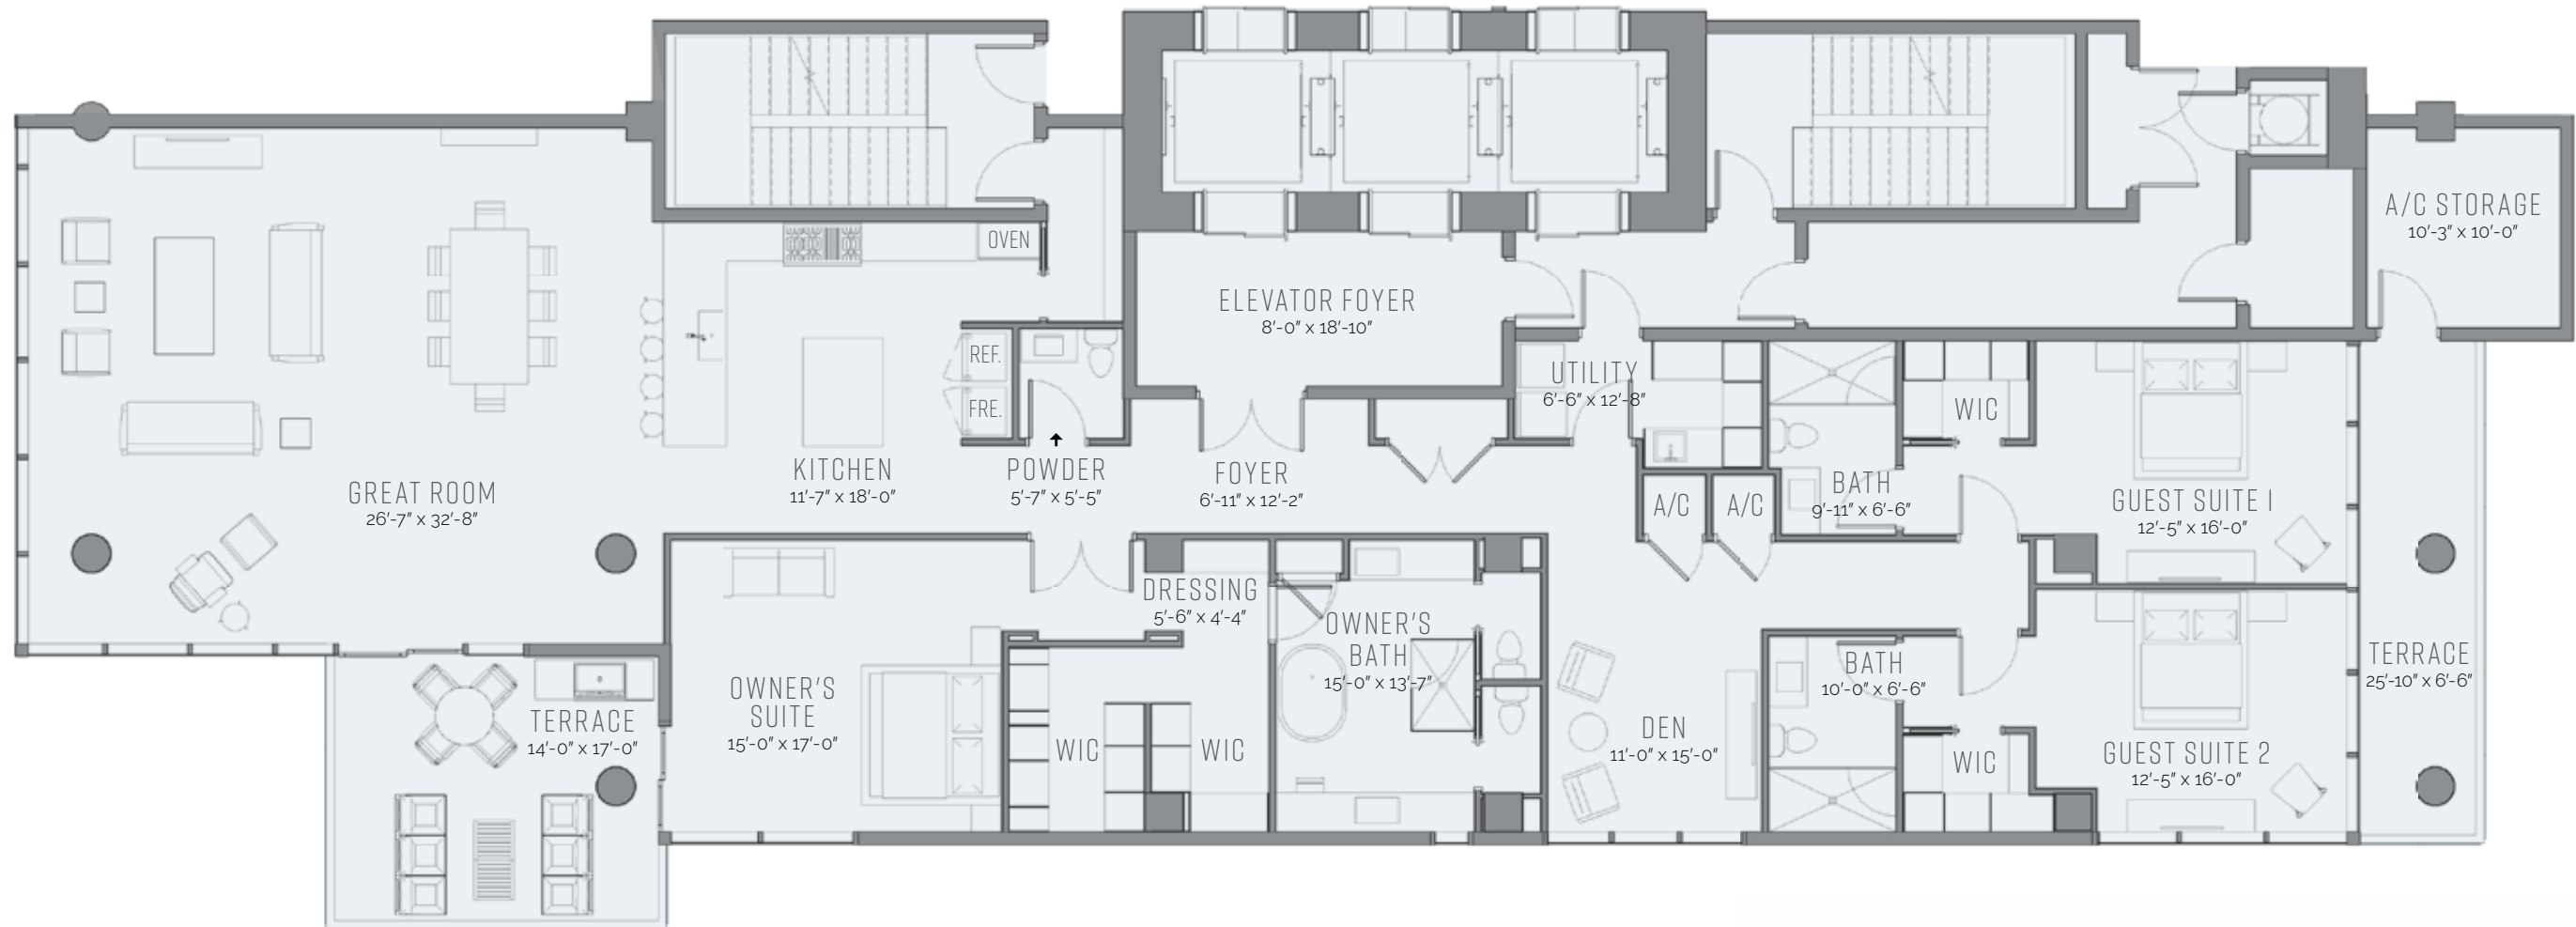 OVEN
A/C STORAGE
10'-3" x 10'-0"
ELEVATOR FOYER
8'-0" x 18'-10"
REF.
FRE.
UTILITY
6'-6" x 12'-8"
WIC
GREAT ROOM
26'-7" x 32'-8"
KITCHEN
11'-7" x 18'-0"
POWDER
5'-7" x 5'-5"
FOYER
6'-11" x 12'-2"
A/C
A/C
BATH
9'-11" x 6'-6"
GUEST SUITE 1
12'-5" x 16'-0"
DRESSING
5'-6" x 4'-4"
OWNER'S
BATH
15'-0" x 13'-7"
OWNER'S
SUITE
15'-0" x 17'-0"
TERRACE
14'-0" x 17'-0"
WIC
WIC
DEN
11'-0" x 15'-0"
BATH
10'-0" x 6'-6"
WIC
GUEST SUITE 2
12'-5" x 16'-0"
TERRACE
25'-10" x 6'-6"